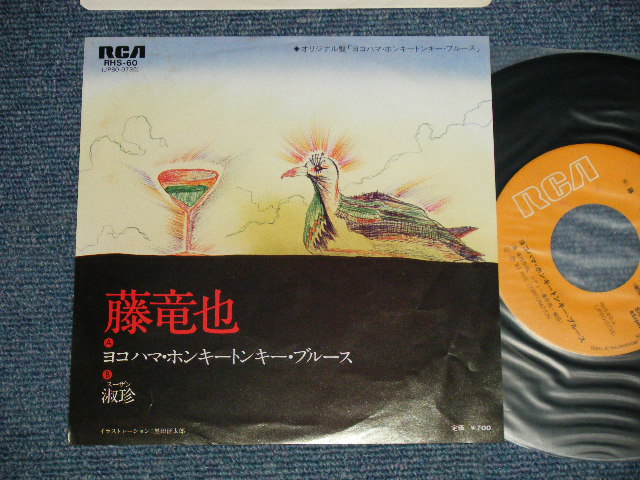 RCA
RHS-60
(JPBO-0735)
●オリジナル盤「ヨコハマ・ホンキートンキー・ブルース」
藤竜也
A
ヨコハマ・ホンキートンキー・ブルース
B
スーザン
淑珍
イラストレーション:黒田征太郎
定価 ¥700
RCA
ヨコハマ・ホンキートンキー・ブルース